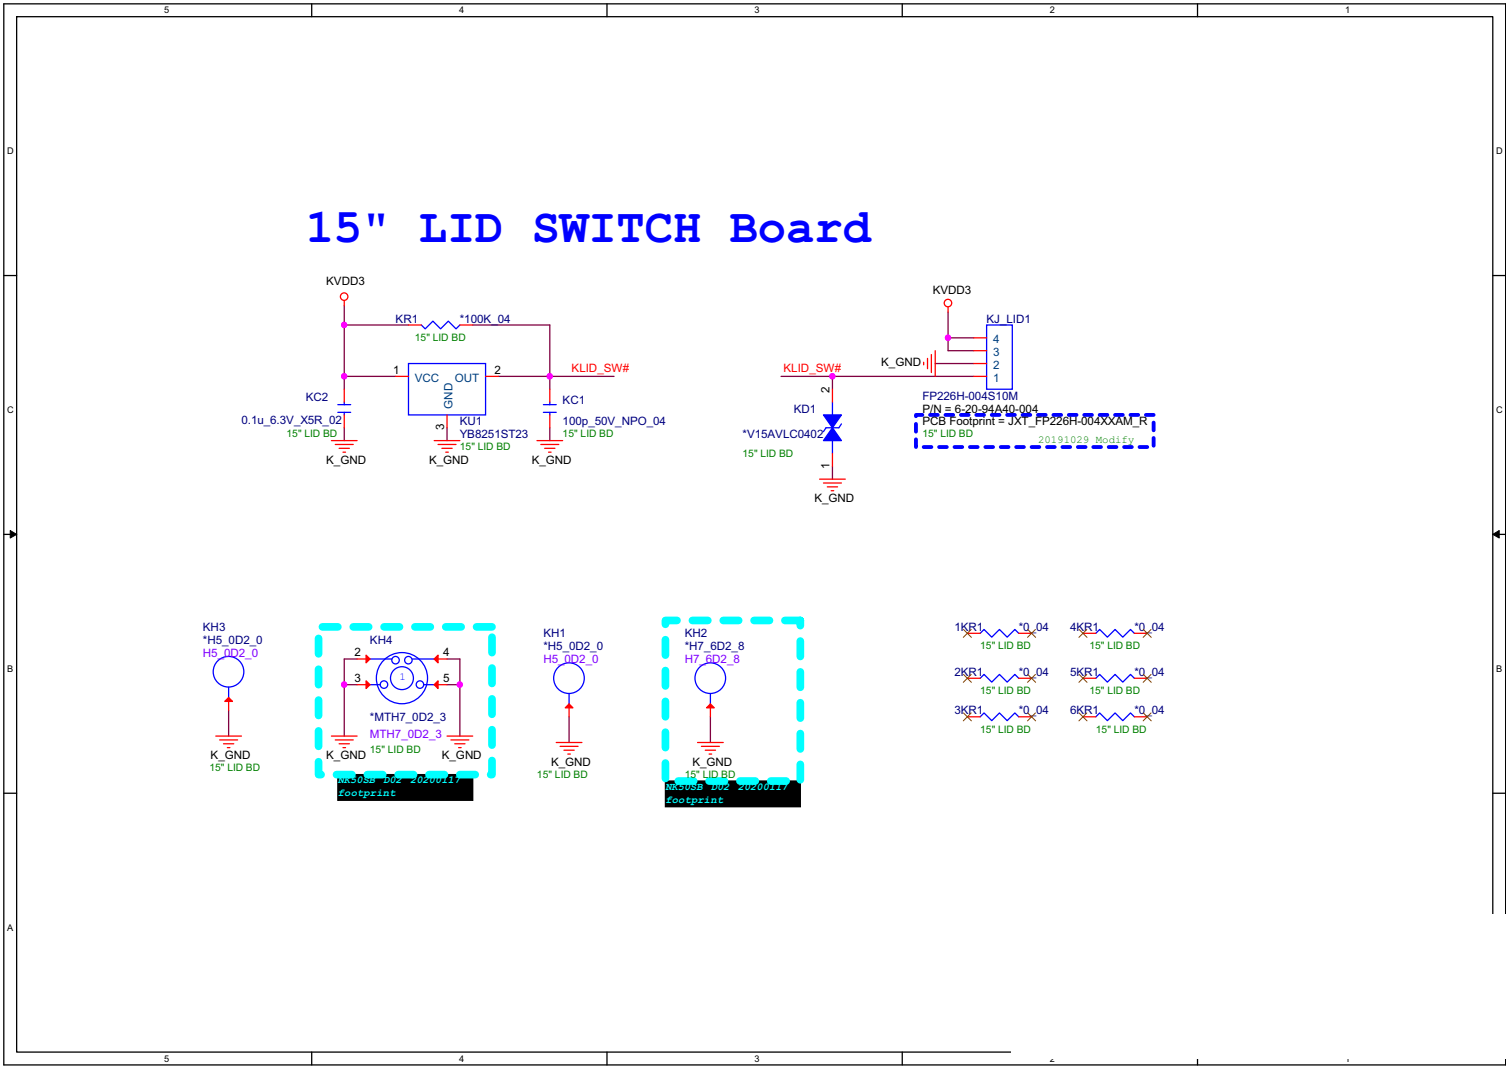 5 4 3 2 1
D D
15" LID SWITCH Board
KVDD3
KR1 *100K_04
15" LID BD
1 VCC OUT 2
GND
3
KLID_SW#
KC2
0.1u_6.3V_X5R_02
15" LID BD
K_GND
KU1
YB8251ST23
15" LID BD
K_GND
KC1
100p_50V_NPO_04
15" LID BD
K_GND
KVDD3
KJ_LID1
4
3
2
1
K_GND
KLID_SW#
2
KD1
*V15AVLC0402
15" LID BD
1
K_GND
FP226H-004S10M
P/N = 6-20-94A40-004
PCB Footprint = JXT_FP226H-004XXAM_R
15" LID BD
20191029 Modify
C C
KH3
*H5_0D2_0
H5_0D2_0
K_GND
15" LID BD
KH4
2 4
3 1 5
*MTH7_0D2_3
MTH7_0D2_3
15" LID BD
K_GND K_GND
NK50SB D02 20200117
footprint
KH1
*H5_0D2_0
H5_0D2_0
K_GND
15" LID BD
KH2
*H7_6D2_8
H7_6D2_8
K_GND
15" LID BD
NK50SB D02 20200117
footprint
1KR1 *0_04
15" LID BD
4KR1 *0_04
15" LID BD
2KR1 *0_04
15" LID BD
5KR1 *0_04
15" LID BD
3KR1 *0_04
15" LID BD
6KR1 *0_04
15" LID BD
B B
A
5 4 3